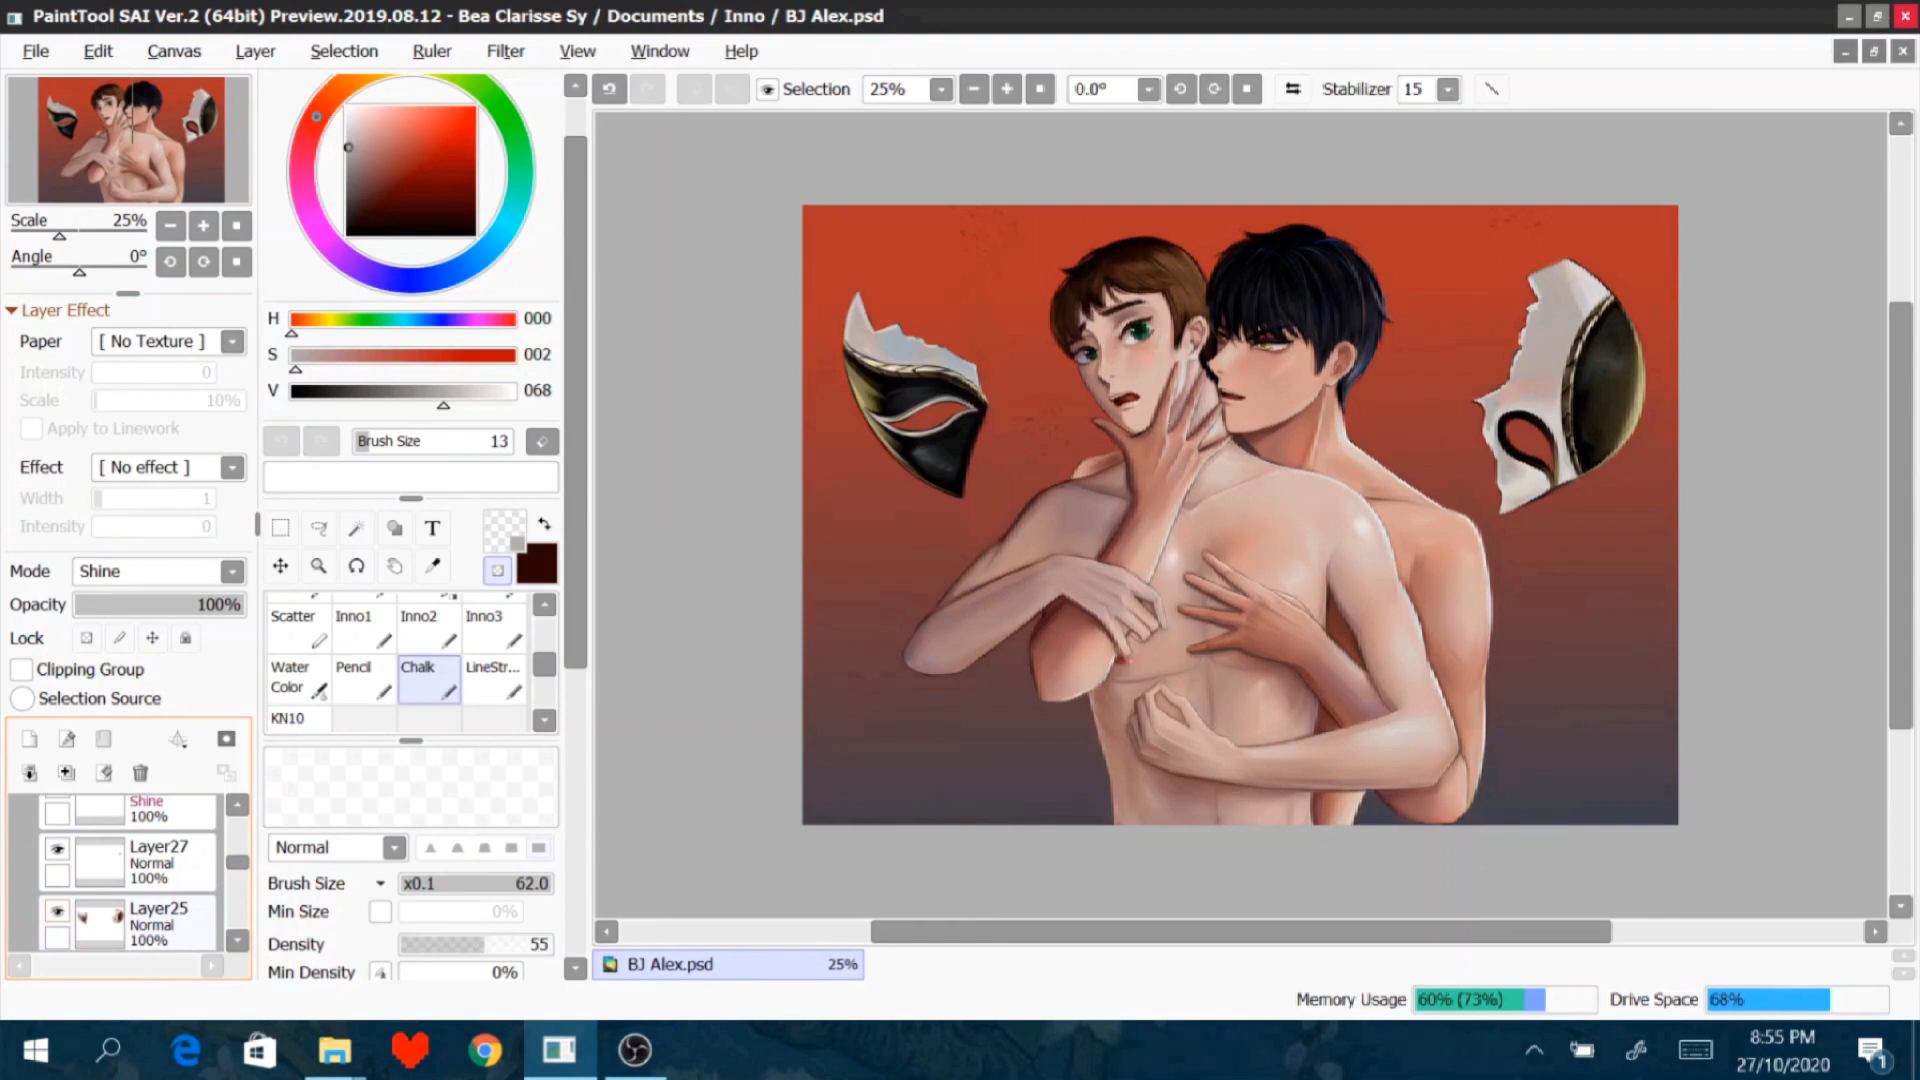 PaintTool SAI Ver.2 (64bit) Preview.2019.08.12 - Bea Clarisse Sy / Documents / Inno / BJ Alex.psd
File Edit Canvas Layer Selection Ruler Filter View Window Help
Selection 25% 0.0° Stabilizer 15
Scale 25%
Angle 0°
Layer Effect
Paper [ No Texture ]
Intensity 0
Scale 10%
Apply to Linework
Effect [ No effect ]
Width 1
Intensity 0
Mode Shine
Opacity 100%
Lock
Clipping Group
Selection Source
Shine
100%
Layer27
Normal
100%
Layer25
Normal
100%
H 000
S 002
V 068
Brush Size 13
T
Scatter Inno1 Inno2 Inno3
Water Color Pencil Chalk LineStr...
KN10
Normal
Brush Size x0.1 62.0
Min Size 0%
Density 55
Min Density 0%
BJ Alex.psd 25%
Memory Usage 60% (73%) Drive Space 68%
8:55 PM
27/10/2020
1